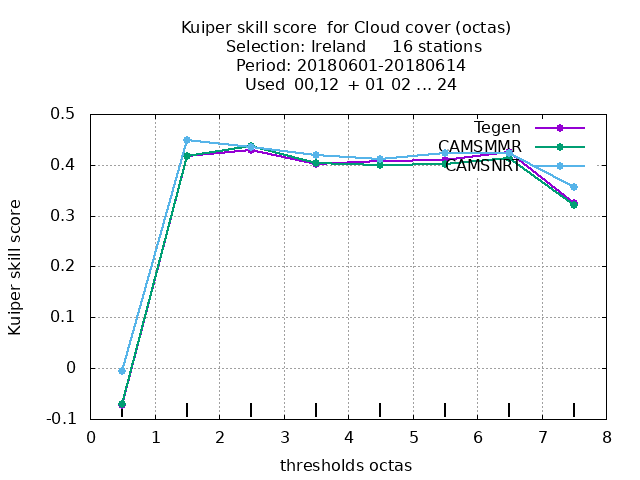 Kuiper skill score  for Cloud cover (octas)
Selection: Ireland     16 stations
Period: 20180601-20180614
Used  00,12  + 01 02 ... 24
Tegen
CAMSMMR
CAMSNRT
Kuiper skill score
0.5
0.4
0.3
0.2
0.1
0
-0.1
0 1 2 3 4 5 6 7 8
thresholds octas